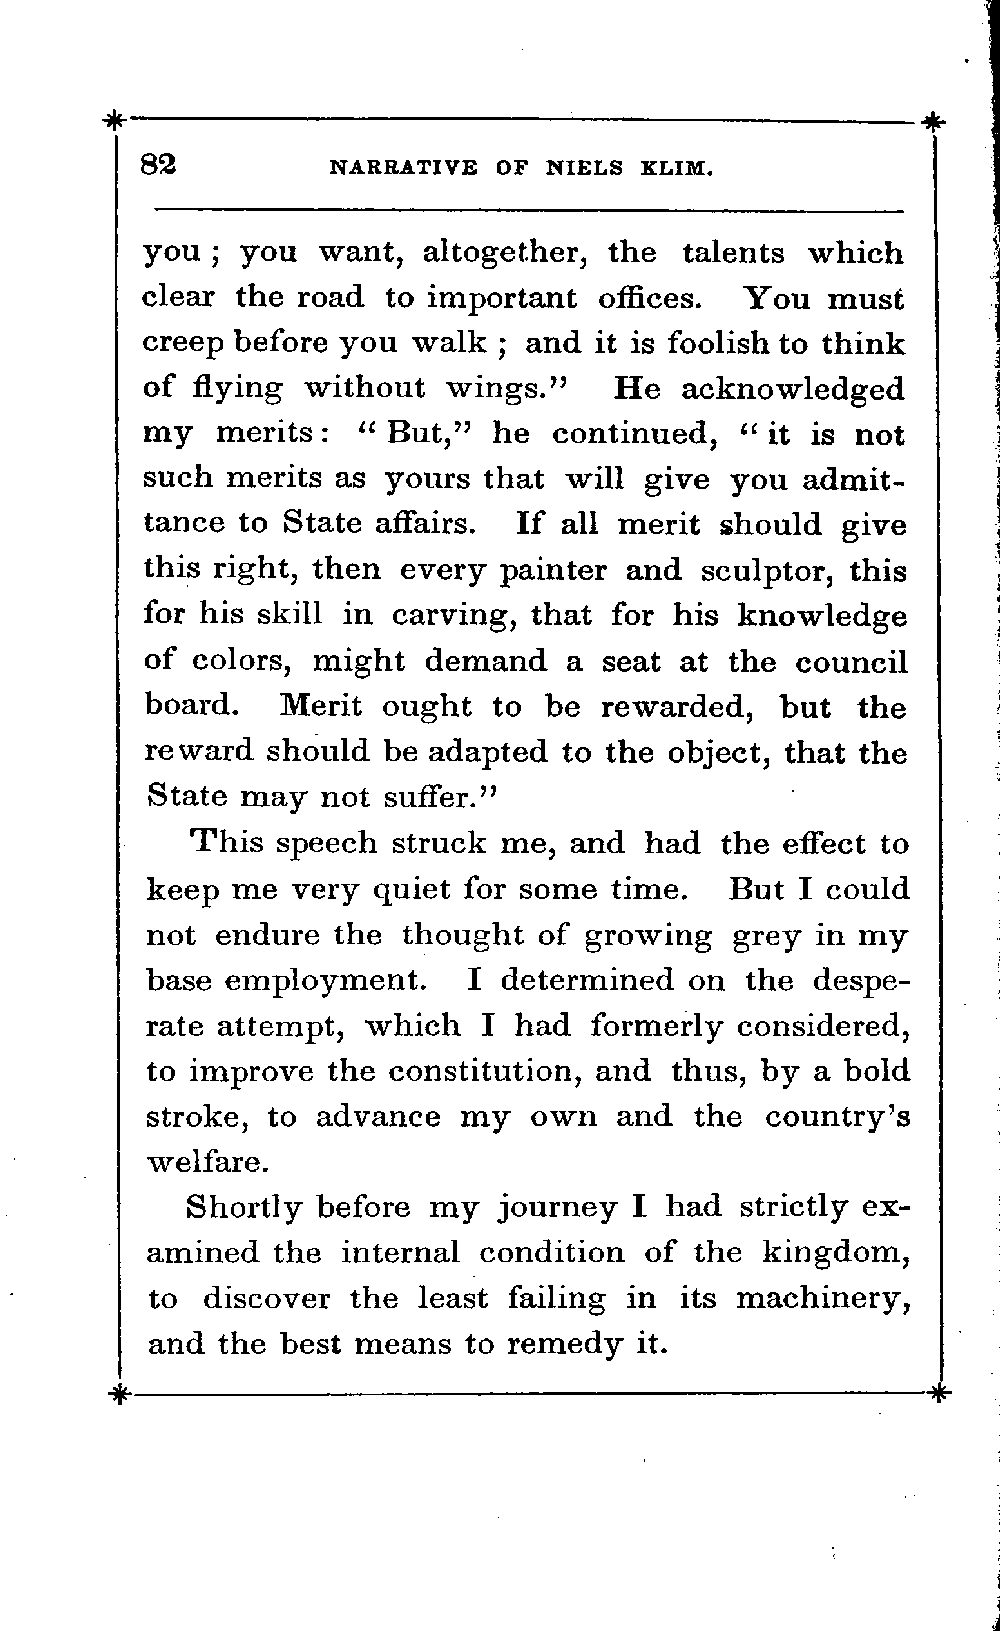 82 NARRATIVE OF NIELS KLIM.
you ; you want, altogether, the talents which
clear the road to important offices. You must
creep before you walk ; and it is foolish to think
of flying without wings.” He acknowledged
my merits: “ But,” he continued, “ it is not
such merits as yours that will give you admit-
tance to State affairs. If all merit should give
this right, then every painter and sculptor, this
for his skill in carving, that for his knowledge
of colors, might demand a seat at the council
board. Merit ought to be rewarded, but the
reward should be adapted to the object, that the
State may not suffer.”
This speech struck me, and had the effect to
keep me very quiet for some time. But I could
not endure the thought of growing grey in my
base employment. I determined on the despe-
rate attempt, which I had formerly considered,
to improve the constitution, and thus, by a bold
stroke, to advance my own and the country's
welfare.
Shortly before my journey I had strictly ex-
amined the internal condition of the kingdom,
to discover the least failing in its machinery,
and the best means to remedy it.